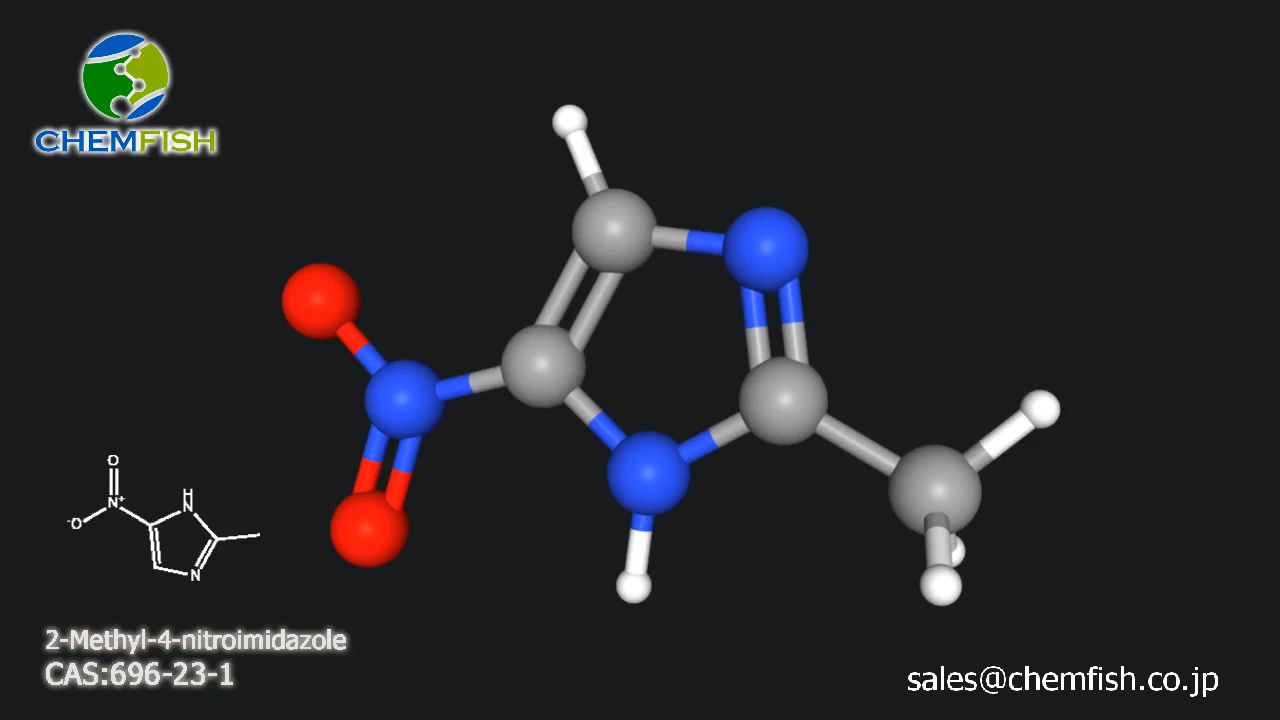 CHEMFISH
O
N+
-O
H
N
N
2-Methyl-4-nitroimidazole
CAS:696-23-1
sales@chemfish.co.jp